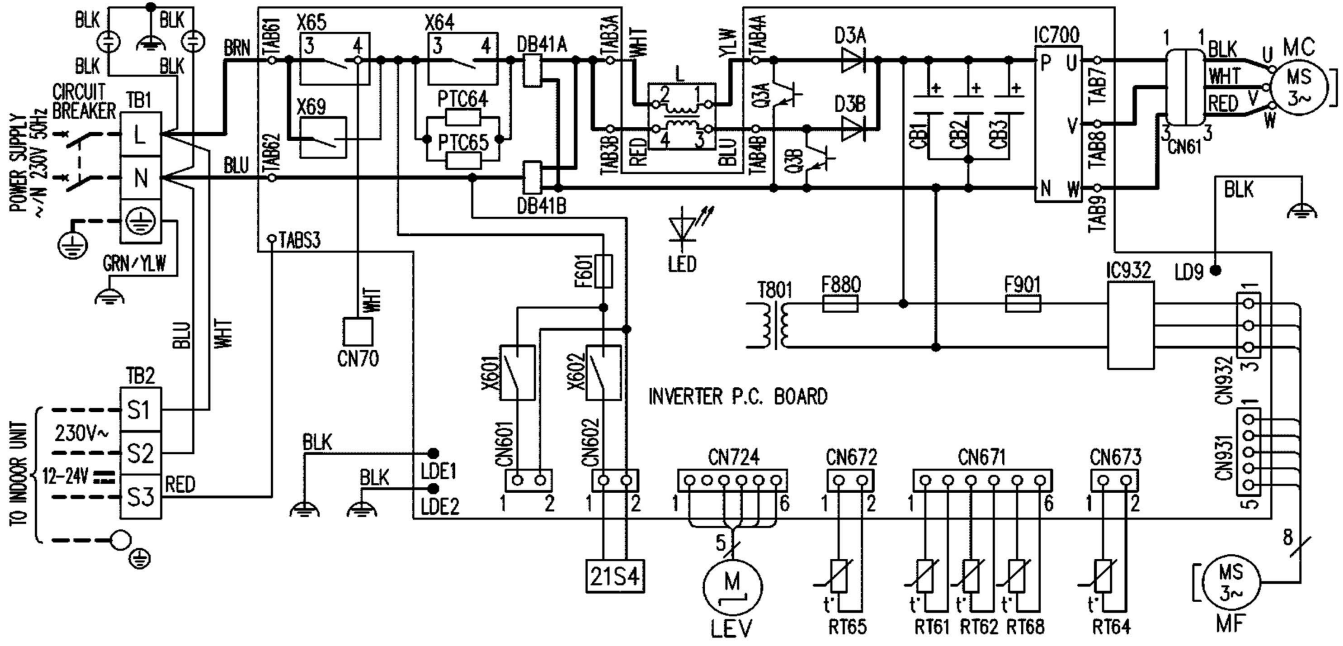 BLK
BLK
BLK
BLK
BRN
TAB61
X65
3 4
X64
3 4
DB41A
TAB3A
WHT
YLW
TAB4A
D3A
IC700
P U
TAB7
1 1
BLK
U
MC
MS
3~
WHT
V
RED
W
3 3
CN61
CIRCUIT
BREAKER
TB1
L
N
POWER SUPPLY
~/N 230V 50Hz
BLU
TAB62
X69
PTC64
PTC65
DB41B
TAB3B
RED
L
2 1
4 3
BLU
TAB4B
Q3A
Q3B
D3B
CB1
CB2
CB3
V
TAB8
N W
TAB9
BLK
LD9
GRN/YLW
TABS3
LED
F601
WHT
CN70
T801
F880
F901
IC932
1
3
CN932
BLU
WHT
X601
X602
INVERTER P.C. BOARD
TB2
S1
S2
S3
TO INDOOR UNIT
230V~
12-24V
RED
BLK
LDE1
BLK
LDE2
CN601
1 2
CN602
1 2
21S4
CN724
1 6
5
M
LEV
CN672
1 2
t°
RT65
CN671
1 6
t° t° t°
RT61 RT62 RT68
CN673
1 2
t°
RT64
CN931
1
5
8
MS
3~
MF